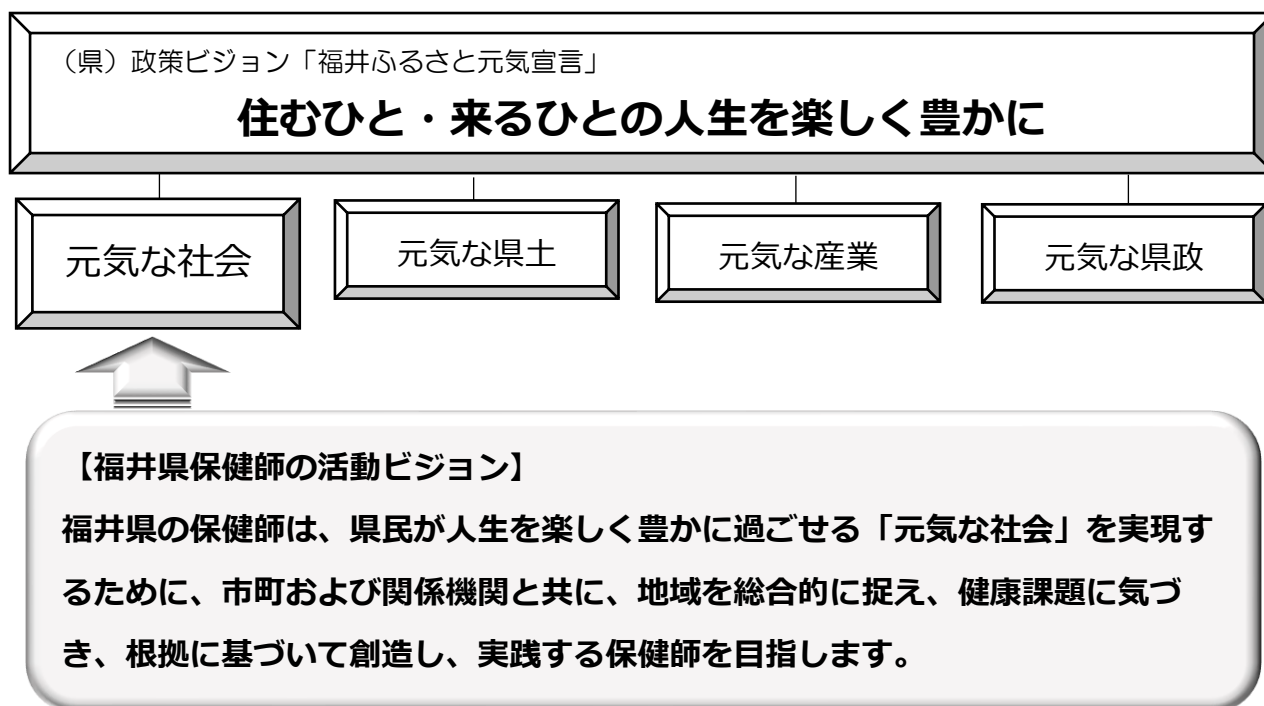 （県）政策ビジョン「福井ふるさと元気宣言」
住むひと・来るひとの人生を楽しく豊かに
元気な社会
元気な県土
元気な産業
元気な県政
【福井県保健師の活動ビジョン】
福井県の保健師は、県民が人生を楽しく豊かに過ごせる「元気な社会」を実現す
るために、市町および関係機関と共に、地域を総合的に捉え、健康課題に気づ
き、根拠に基づいて創造し、実践する保健師を目指します。